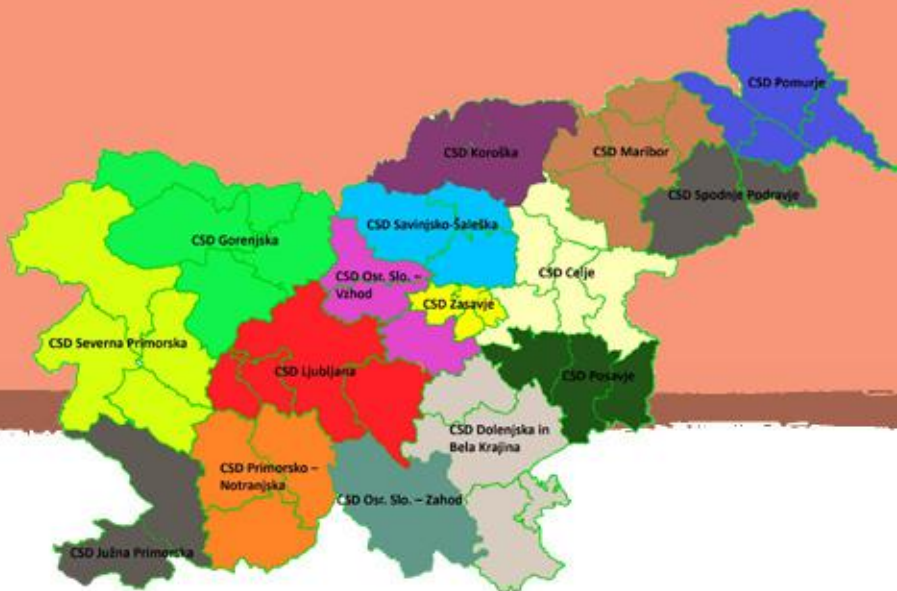 CSD Pomurje
CSD Koroška
CSD Maribor
CSD Spodnje Podravje
CSD Savinjsko-Šaleška
CSD Gorenjska
CSD Osr. Slo. –
Vzhod
CSD Celje
CSD Zasavje
CSD Severna Primorska
CSD Ljubljana
CSD Posavje
CSD Dolenjska in
Bela Krajina
CSD Primorsko –
Notranjska
CSD Osr. Slo. – Zahod
CSD Južna Primorska